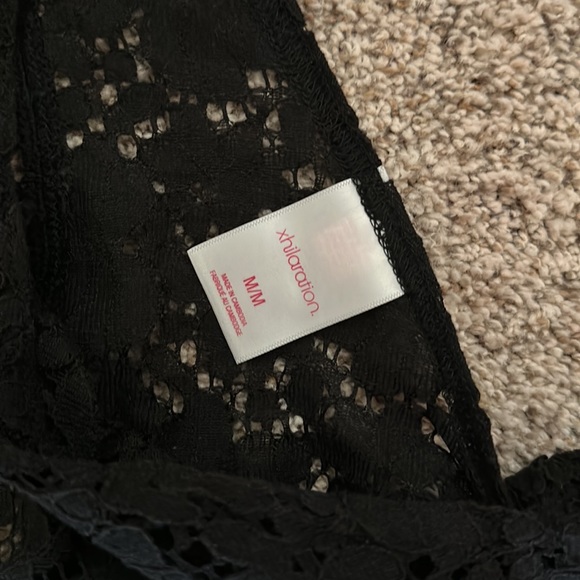 xhilaration.
M/M
MADE IN CAMBODIA
FABRIQUÉ AU CAMBODGE